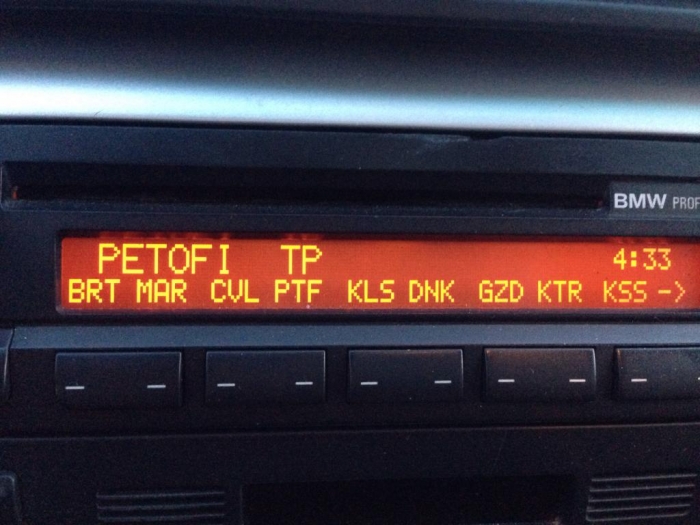 BMW PROF
PETOFI TP 4:33
BRT MAR CVL PTF KLS DNK GZD KTR KSS ->